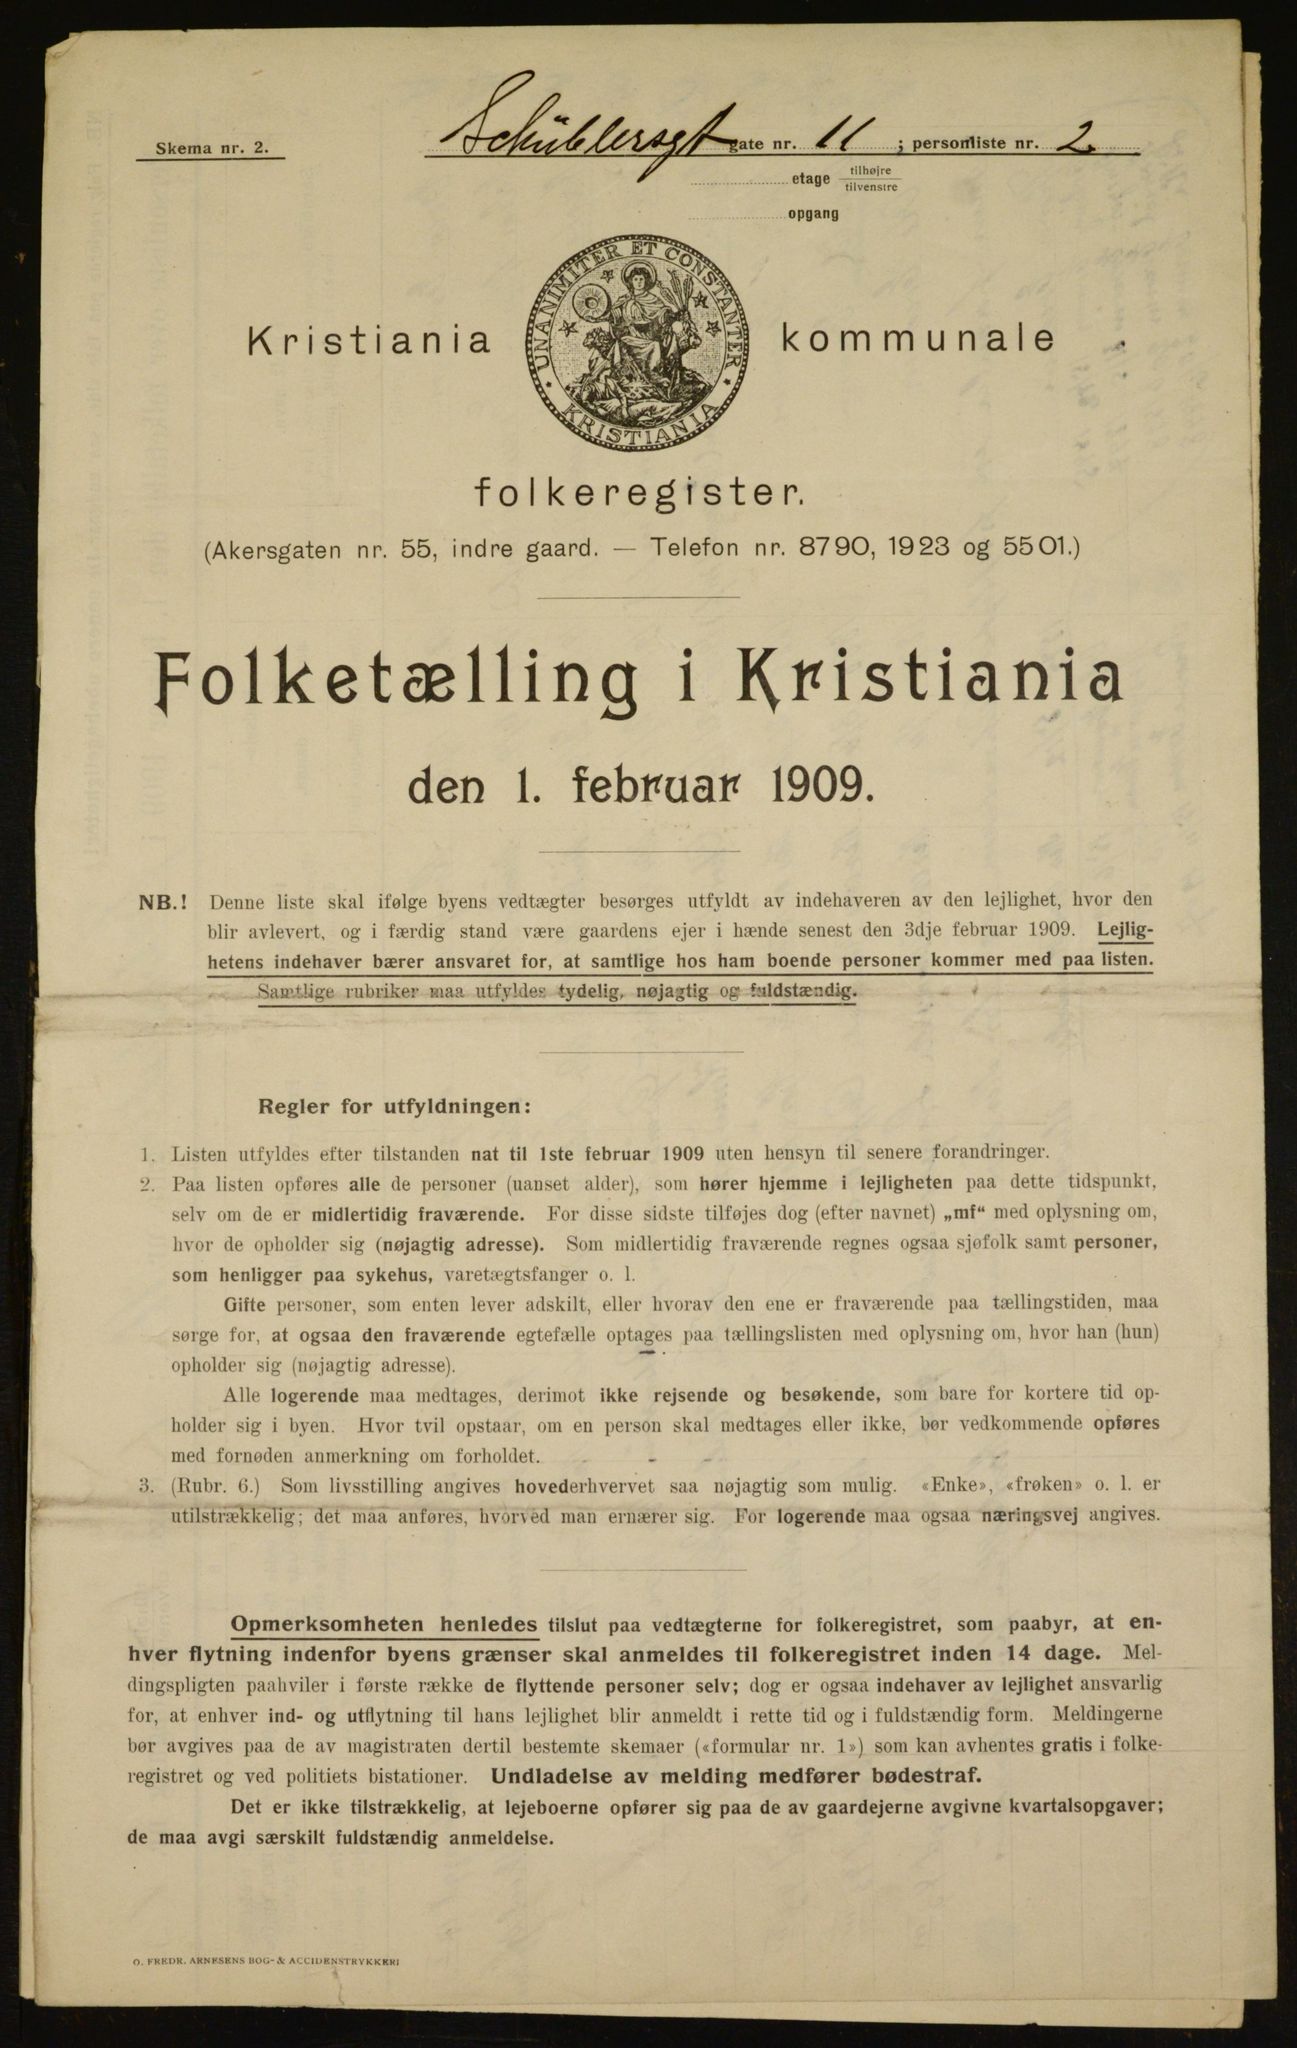 Skema nr. 2.
Schüblersgt gate nr. 11 ; personliste nr. 2
etage tilhøjre
tilvenstre
opgang
UNANIMITER ET CONSTANTER
KRISTIANIA
Kristiania kommunale
folkeregister.
(Akersgaten nr. 55, indre gaard. — Telefon nr. 8790, 1923 og 5501.)
Folketælling i Kristiania
den 1. februar 1909.
NB.! Denne liste skal ifølge byens vedtægter besørges utfyldt av indehaveren av den lejlighet, hvor den
blir avlevert, og i færdig stand være gaardens ejer i hænde senest den 3dje februar 1909. Lejlig-
hetens indehaver bærer ansvaret for, at samtlige hos ham boende personer kommer med paa listen.
Samtlige rubriker maa utfyldes tydelig, nøjagtig og fuldstændig.
Regler for utfyldningen:
1. Listen utfyldes efter tilstanden nat til 1ste februar 1909 uten hensyn til senere forandringer.
2. Paa listen opføres alle de personer (uanset alder), som hører hjemme i lejligheten paa dette tidspunkt,
selv om de er midlertidig fraværende. For disse sidste tilføjes dog (efter navnet) „mf“ med oplysning om,
hvor de opholder sig (nøjagtig adresse). Som midlertidig fraværende regnes ogsaa sjøfolk samt personer,
som henligger paa sykehus, varetægtsfanger o. l.
Gifte personer, som enten lever adskilt, eller hvorav den ene er fraværende paa tællingstiden, maa
sørge for, at ogsaa den fraværende egtefælle optages paa tællingslisten med oplysning om, hvor han (hun)
opholder sig (nøjagtig adresse).
Alle logerende maa medtages, derimot ikke rejsende og besøkende, som bare for kortere tid op-
holder sig i byen. Hvor tvil opstaar, om en person skal medtages eller ikke, bør vedkommende opføres
med fornøden anmerkning om forholdet.
3. (Rubr. 6.) Som livsstilling angives hovederhvervet saa nøjagtig som mulig. «Enke», «frøken» o. l. er
utilstrækkelig; det maa anføres, hvorved man ernærer sig. For logerende maa ogsaa næringsvej angives.
Opmerksomheten henledes tilslut paa vedtægterne for folkeregistret, som paabyr, at en-
hver flytning indenfor byens grænser skal anmeldes til folkeregistret inden 14 dage. Mel-
dingspligten paahviler i første række de flyttende personer selv; dog er ogsaa indehaver av lejlighet ansvarlig
for, at enhver ind- og utflytning til hans lejlighet blir anmeldt i rette tid og i fuldstændig form. Meldingerne
bør avgives paa de av magistraten dertil bestemte skemaer («formular nr. 1») som kan avhentes gratis i folke-
registret og ved politiets bistationer. Undladelse av melding medfører bødestraf.
Det er ikke tilstrækkelig, at lejeboerne opfører sig paa de av gaardejerne avgivne kvartalsopgaver;
de maa avgi særskilt fuldstændig anmeldelse.
O. FREDR. ARNESENS BOG- & ACCIDENSTRYKKERI